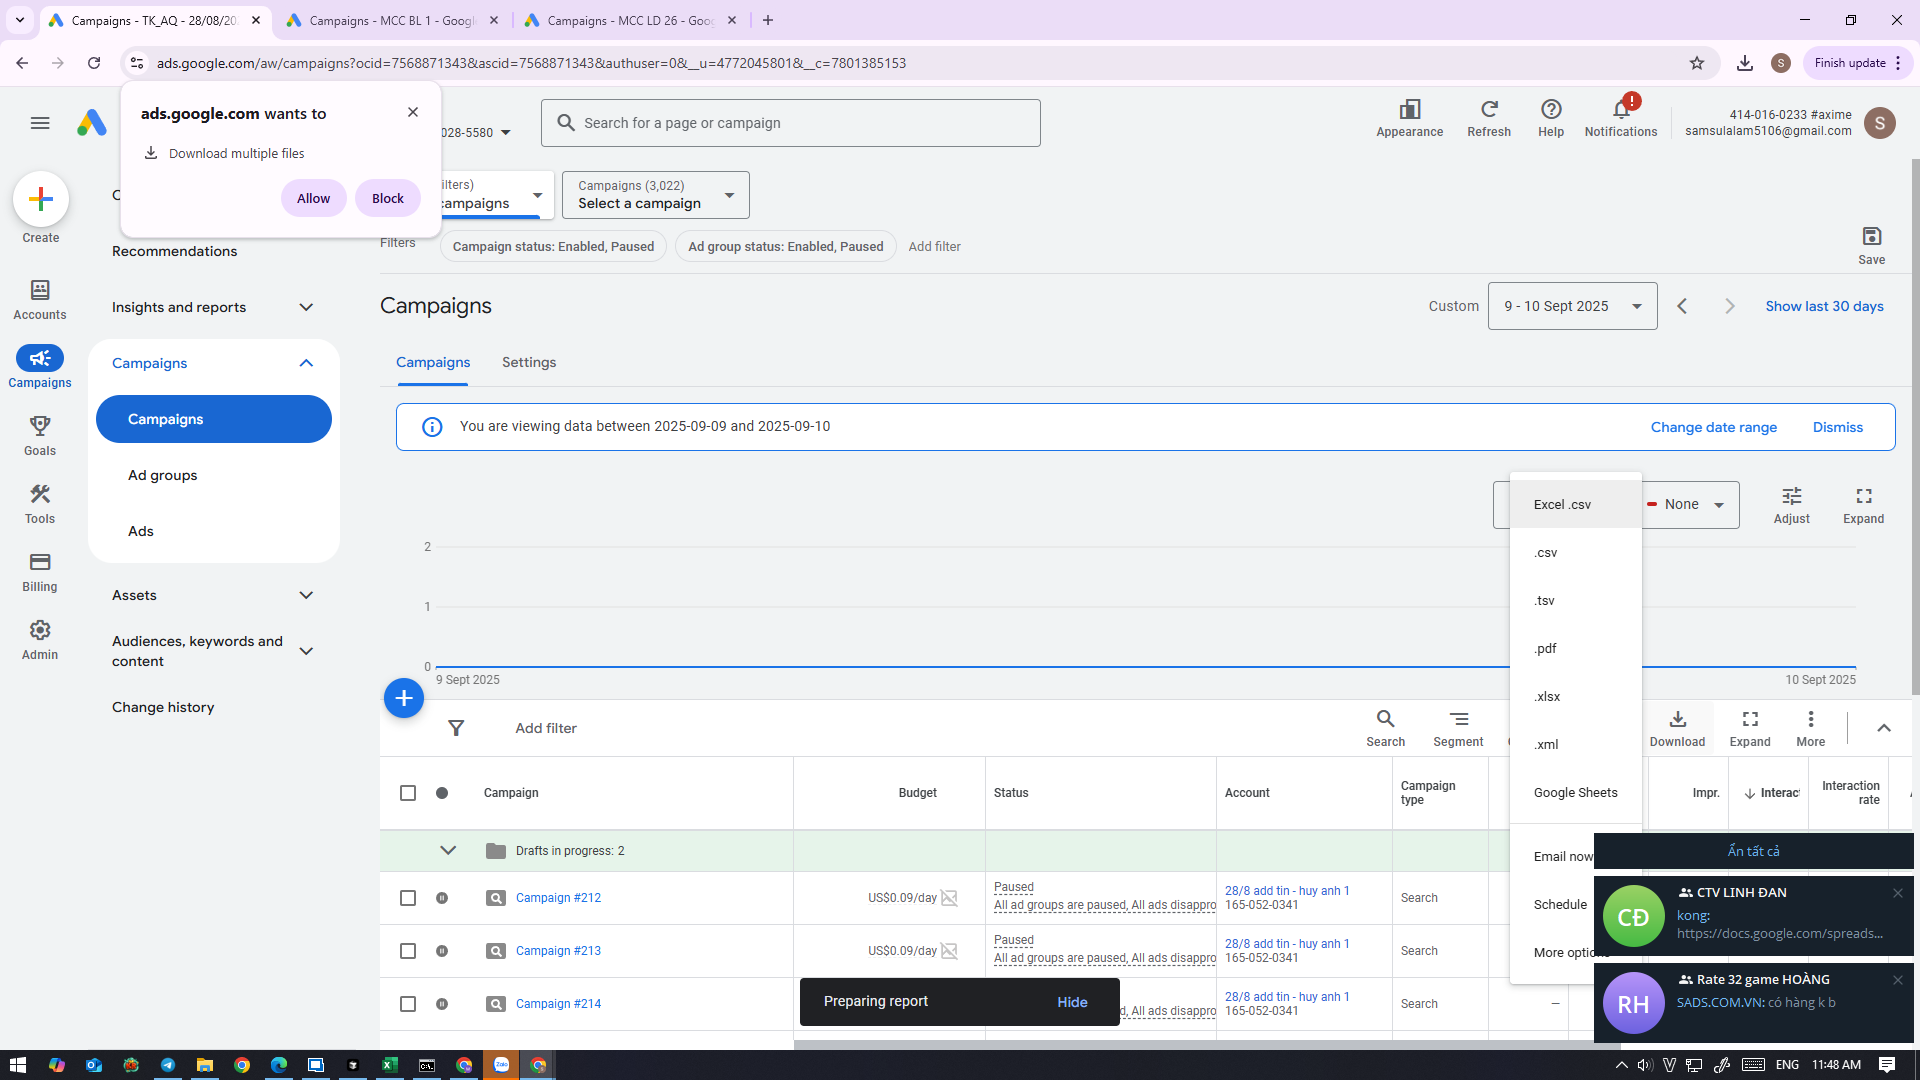 Campaigns - TK_AQ - 28/08/20
Campaigns - MCC BL 1 - Google
Campaigns - MCC LD 26 - Goog
ads.google.com/aw/campaigns?ocid=7568871343&ascid=7568871343&authuser=0&__u=4772045801&__c=7801385153
S
Finish update
ads.google.com wants to
Download multiple files
Allow
Block
028-5580
Search for a page or campaign
Appearance
Refresh
Help
Notifications
414-016-0233 #axime
samsulalam5106@gmail.com
S
Create
Accounts
Campaigns
Goals
Tools
Billing
Admin
Recommendations
Insights and reports
Campaigns
Campaigns
Ad groups
Ads
Assets
Audiences, keywords and
content
Change history
ilters)
campaigns
Campaigns (3,022)
Select a campaign
Filters
Campaign status: Enabled, Paused
Ad group status: Enabled, Paused
Add filter
Save
Campaigns
Custom
9 - 10 Sept 2025
Show last 30 days
Campaigns
Settings
You are viewing data between 2025-09-09 and 2025-09-10
Change date range
Dismiss
None
Adjust
Expand
2
1
0
9 Sept 2025
10 Sept 2025
Excel .csv
.csv
.tsv
.pdf
.xlsx
.xml
Google Sheets
Email now
Schedule
More options
Add filter
Search
Segment
Download
Expand
More
Campaign
Budget
Status
Account
Campaign
type
Impr.
Interac
Interaction
rate
Drafts in progress: 2
Campaign #212
US$0.09/day
Paused
All ad groups are paused, All ads disappro
28/8 add tin - huy anh 1
165-052-0341
Search
Campaign #213
US$0.09/day
Paused
All ad groups are paused, All ads disappro
28/8 add tin - huy anh 1
165-052-0341
Search
Campaign #214
, All ads disappro
28/8 add tin - huy anh 1
165-052-0341
Search
–
Preparing report
Hide
Ẩn tất cả
CĐ
CTV LINH ĐAN
kong:
https://docs.google.com/spreads...
RH
Rate 32 game HOÀNG
SADS.COM.VN: có hàng k b
ENG
11:48 AM